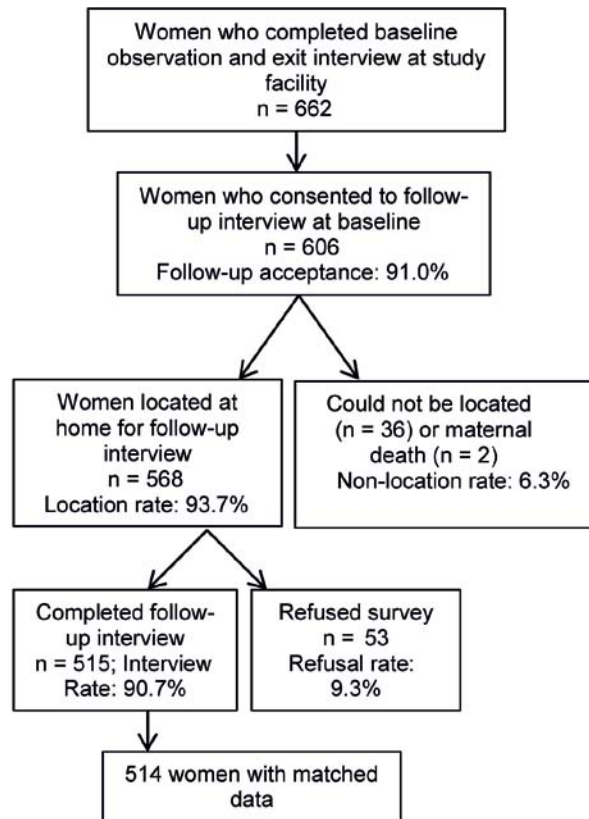 Women who completed baseline
observation and exit interview at study
facility
n = 662
Women who consented to follow-
up interview at baseline
n = 606
Follow-up acceptance: 91.0%
Women located at
home for follow-up
interview
n = 568
Location rate: 93.7%
Could not be located
(n = 36) or maternal
death (n = 2)
Non-location rate: 6.3%
Completed follow-
up interview
n = 515; Interview
Rate: 90.7%
Refused survey
n = 53
Refusal rate:
9.3%
514 women with matched
data